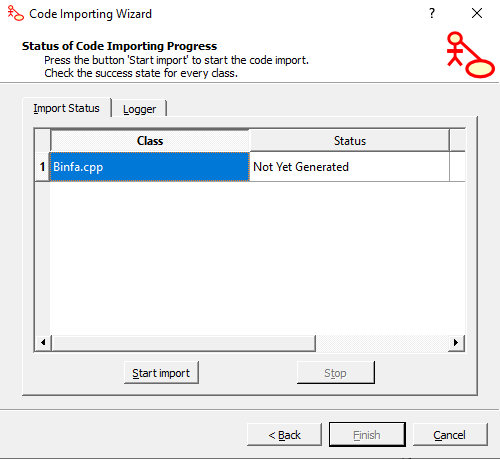 Code Importing Wizard
?
Status of Code Importing Progress
Press the button 'Start import' to start the code import.
Check the success state for every class.
Import Status
Logger
Class Status
1 Binfa.cpp Not Yet Generated
Start import Stop
< Back Finish Cancel